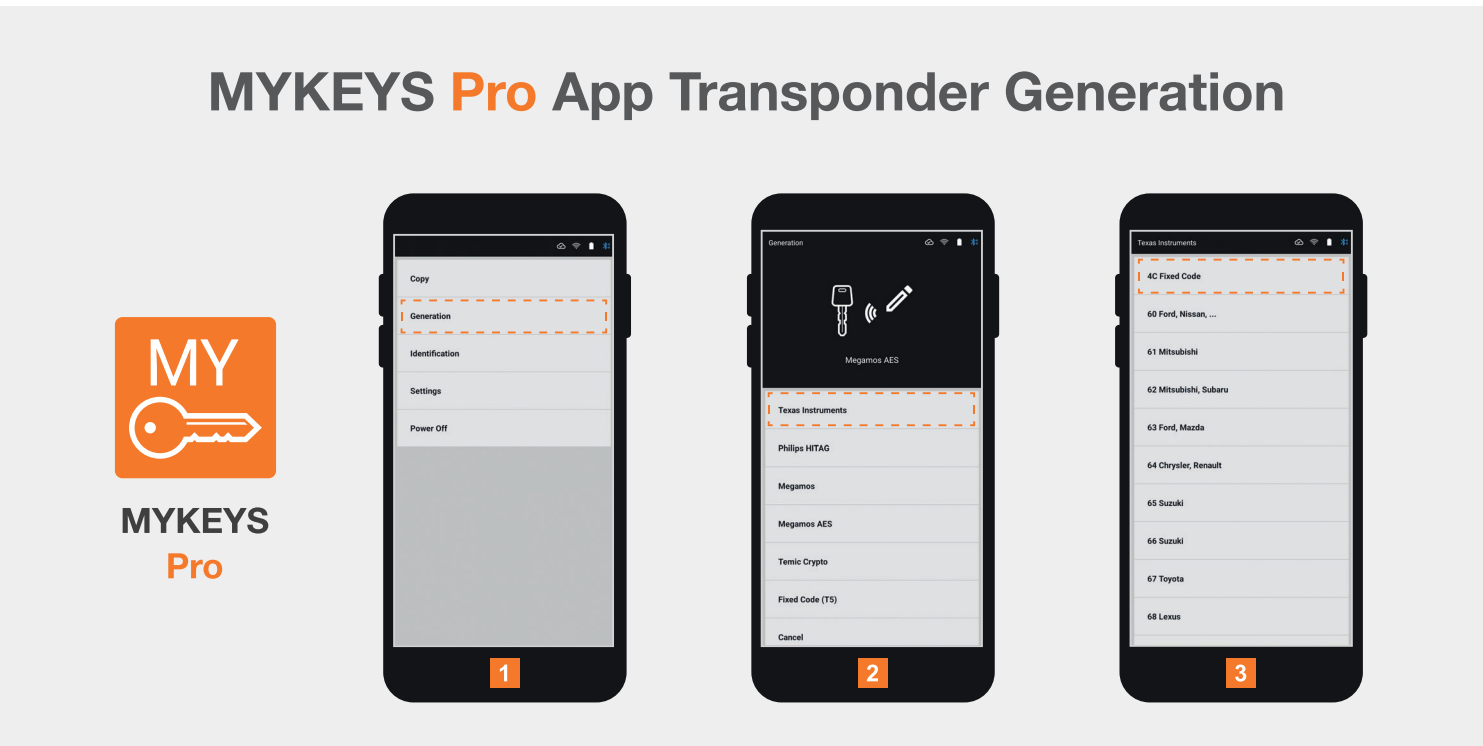 MYKEYS Pro App Transponder Generation
MY
MYKEYS
Pro
Copy
Generation
Identification
Settings
Power Off
1
Generation
Megamos AES
Texas Instruments
Philips HITAG
Megamos
Megamos AES
Temic Crypto
Fixed Code (T5)
Cancel
2
Texas Instruments
4C Fixed Code
60 Ford, Nissan, ...
61 Mitsubishi
62 Mitsubishi, Subaru
63 Ford, Mazda
64 Chrysler, Renault
65 Suzuki
66 Suzuki
67 Toyota
68 Lexus
3